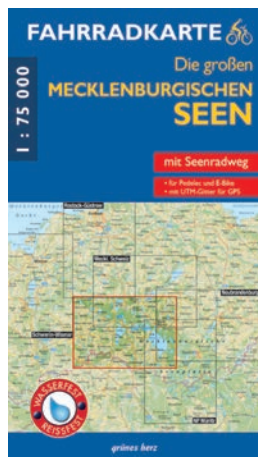 FAHRRADKARTE
Die großen
MECKLENBURGISCHEN
SEEN
1 : 75 000
mit Seenradweg
• für Pedelec und E-Bike
• mit UTM-Gitter für GPS
Rostock-Güstrow
Meckl. Schweiz
Neubrandenburg
Schwerin-Wismar
WASSERFEST
REISSFEST
grünes herz